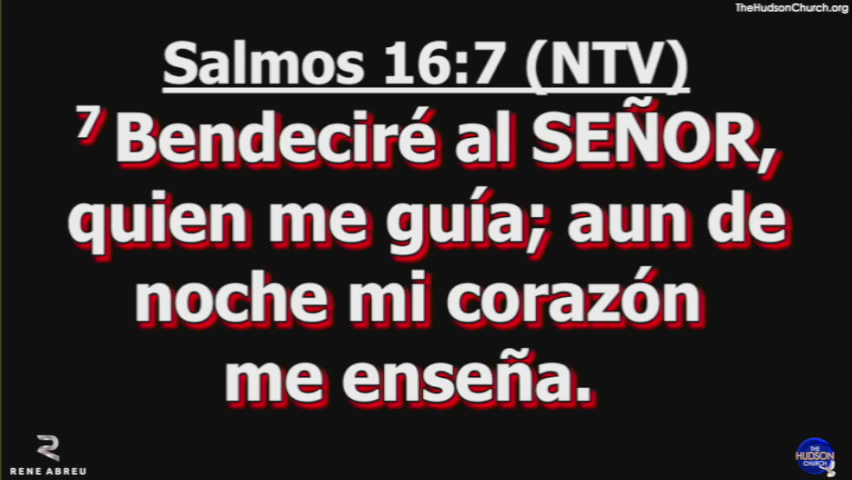 TheHudsonChurch.org
Salmos 16:7 (NTV)
7 Bendeciré al SEÑOR,
quien me guía; aun de
noche mi corazón
me enseña.
RENE ABREU
THE
HUDSON
CHURCH